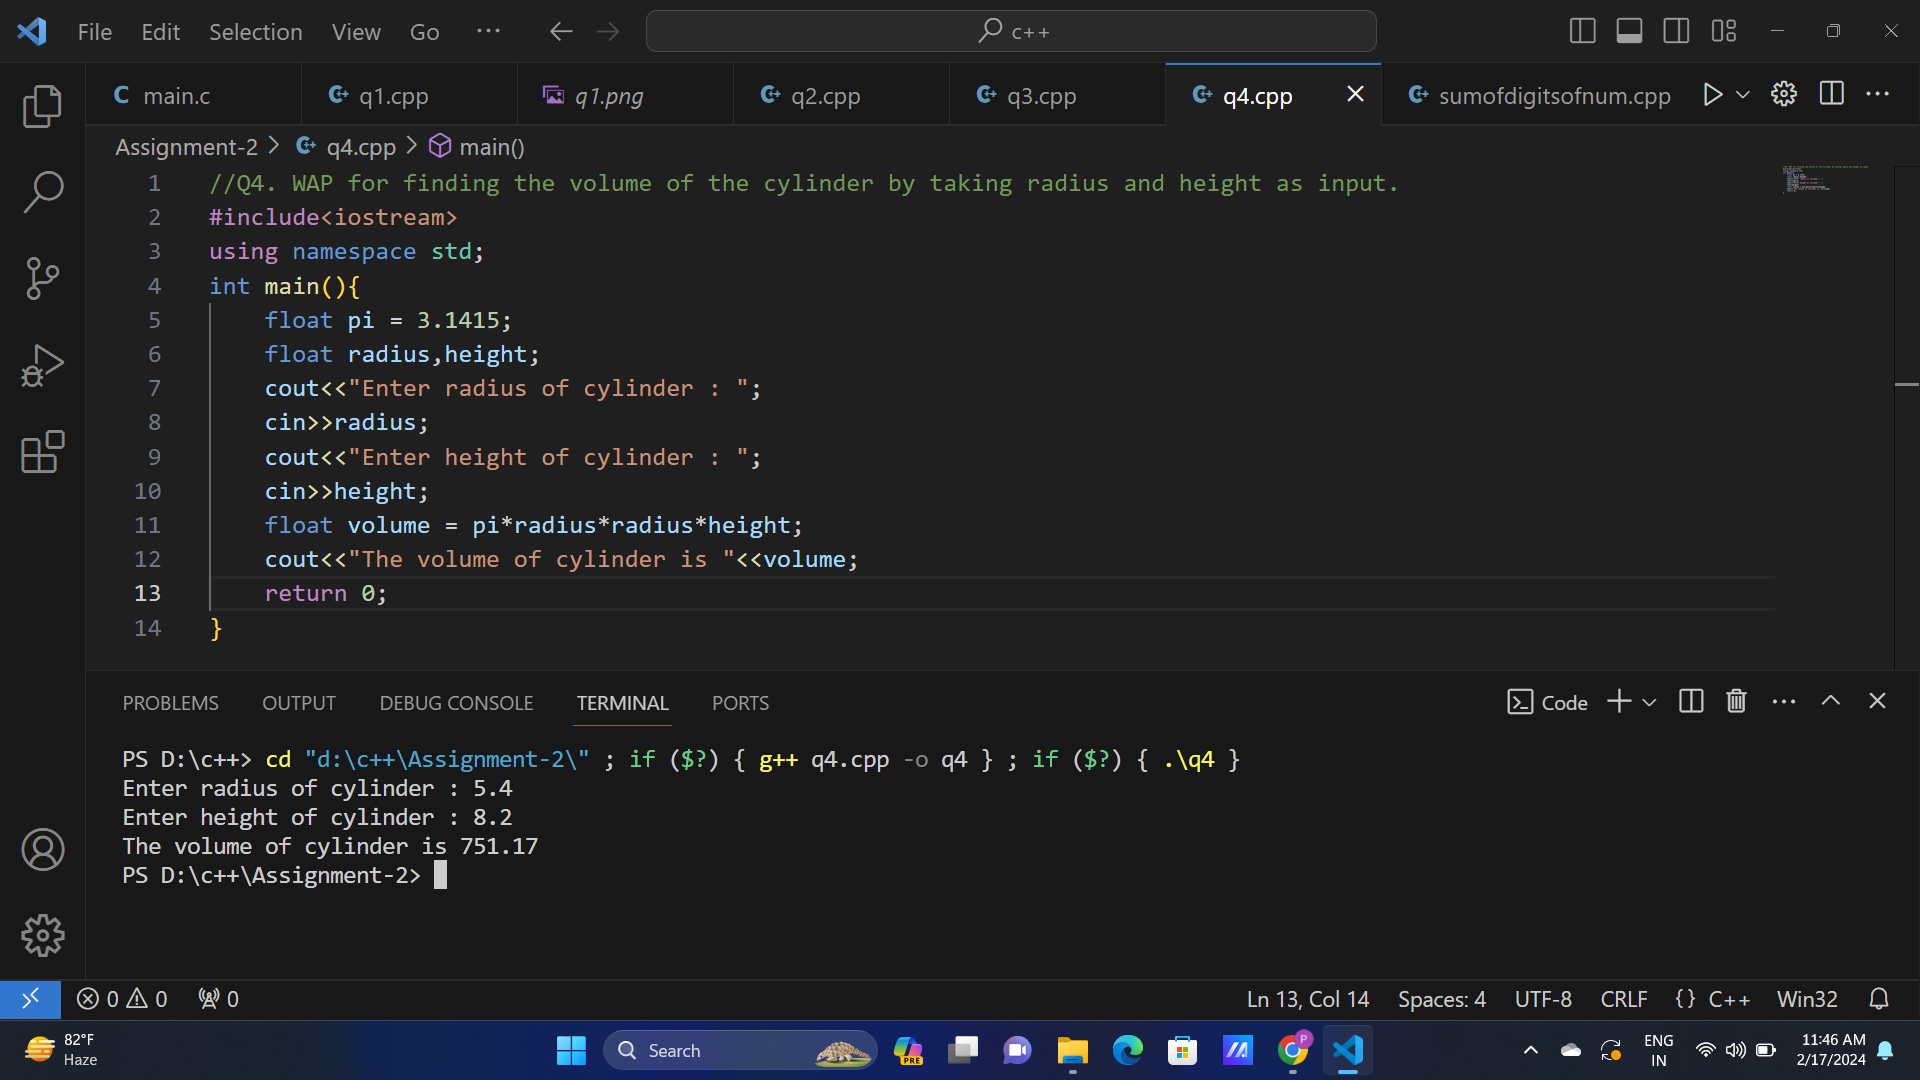 File Edit Selection View Go ··· c++
main.c q1.cpp q1.png q2.cpp q3.cpp q4.cpp sumofdigitsofnum.cpp
Assignment-2 > q4.cpp > main()
1 //Q4. WAP for finding the volume of the cylinder by taking radius and height as input.
2 #include<iostream>
3 using namespace std;
4 int main(){
5 float pi = 3.1415;
6 float radius,height;
7 cout<<"Enter radius of cylinder : ";
8 cin>>radius;
9 cout<<"Enter height of cylinder : ";
10 cin>>height;
11 float volume = pi*radius*radius*height;
12 cout<<"The volume of cylinder is "<<volume;
13 return 0;
14 }
PROBLEMS OUTPUT DEBUG CONSOLE TERMINAL PORTS Code
PS D:\c++> cd "d:\c++\Assignment-2\" ; if ($?) { g++ q4.cpp -o q4 } ; if ($?) { .\q4 }
Enter radius of cylinder : 5.4
Enter height of cylinder : 8.2
The volume of cylinder is 751.17
PS D:\c++\Assignment-2>
0 0 0 Ln 13, Col 14 Spaces: 4 UTF-8 CRLF {} C++ Win32
82°F
Haze
Search
PRE
P
ENG
IN
11:46 AM
2/17/2024